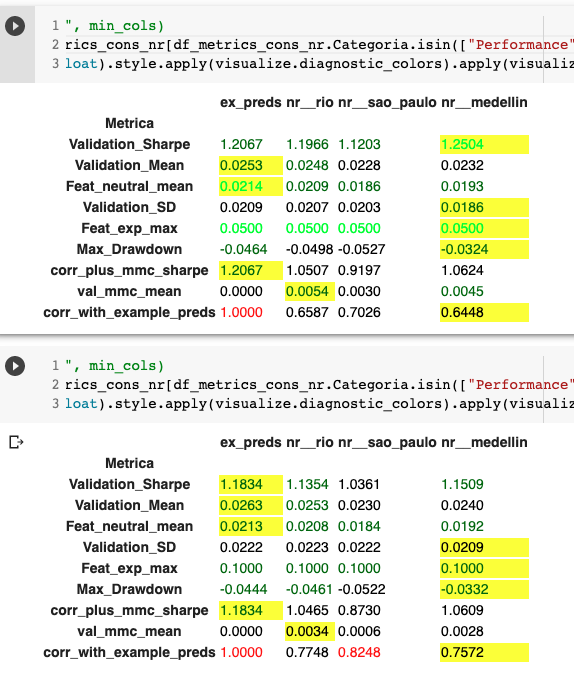 1 ", min_cols)
2 rics_cons_nr[df_metrics_cons_nr.Categoria.isin(["Performance"
3 loat).style.apply(visualize.diagnostic_colors).apply(visualiz
ex_preds nr__rio nr__sao_paulo nr__medellin
Metrica
Validation_Sharpe 1.2067 1.1966 1.1203 1.2504
Validation_Mean 0.0253 0.0248 0.0228 0.0232
Feat_neutral_mean 0.0214 0.0209 0.0186 0.0193
Validation_SD 0.0209 0.0207 0.0203 0.0186
Feat_exp_max 0.0500 0.0500 0.0500 0.0500
Max_Drawdown -0.0464 -0.0498 -0.0527 -0.0324
corr_plus_mmc_sharpe 1.2067 1.0507 0.9197 1.0624
val_mmc_mean 0.0000 0.0054 0.0030 0.0045
corr_with_example_preds 1.0000 0.6587 0.7026 0.6448
1 ", min_cols)
2 rics_cons_nr[df_metrics_cons_nr.Categoria.isin(["Performance"
3 loat).style.apply(visualize.diagnostic_colors).apply(visualiz
ex_preds nr__rio nr__sao_paulo nr__medellin
Metrica
Validation_Sharpe 1.1834 1.1354 1.0361 1.1509
Validation_Mean 0.0263 0.0253 0.0230 0.0240
Feat_neutral_mean 0.0213 0.0208 0.0184 0.0192
Validation_SD 0.0222 0.0223 0.0222 0.0209
Feat_exp_max 0.1000 0.1000 0.1000 0.1000
Max_Drawdown -0.0444 -0.0461 -0.0522 -0.0332
corr_plus_mmc_sharpe 1.1834 1.0465 0.8730 1.0609
val_mmc_mean 0.0000 0.0034 0.0006 0.0028
corr_with_example_preds 1.0000 0.7748 0.8248 0.7572